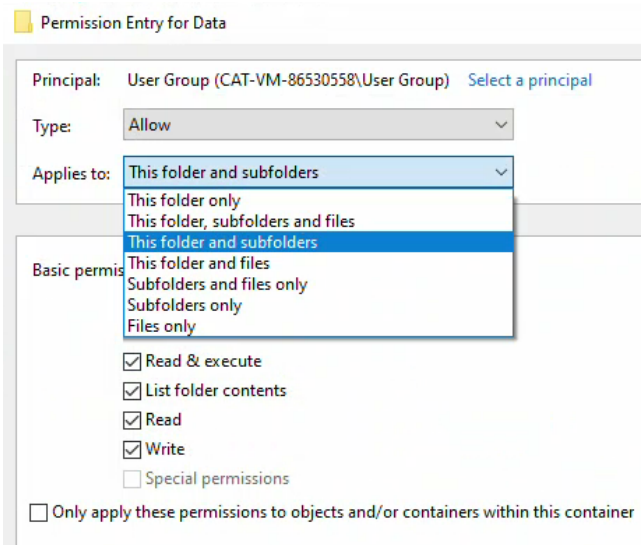 Permission Entry for Data
Principal: User Group (CAT-VM-86530558\User Group) Select a principal
Type: Allow
Applies to: This folder and subfolders
This folder only
This folder, subfolders and files
This folder and subfolders
This folder and files
Subfolders and files only
Subfolders only
Files only
Basic permis
Read & execute
List folder contents
Read
Write
Special permissions
Only apply these permissions to objects and/or containers within this container